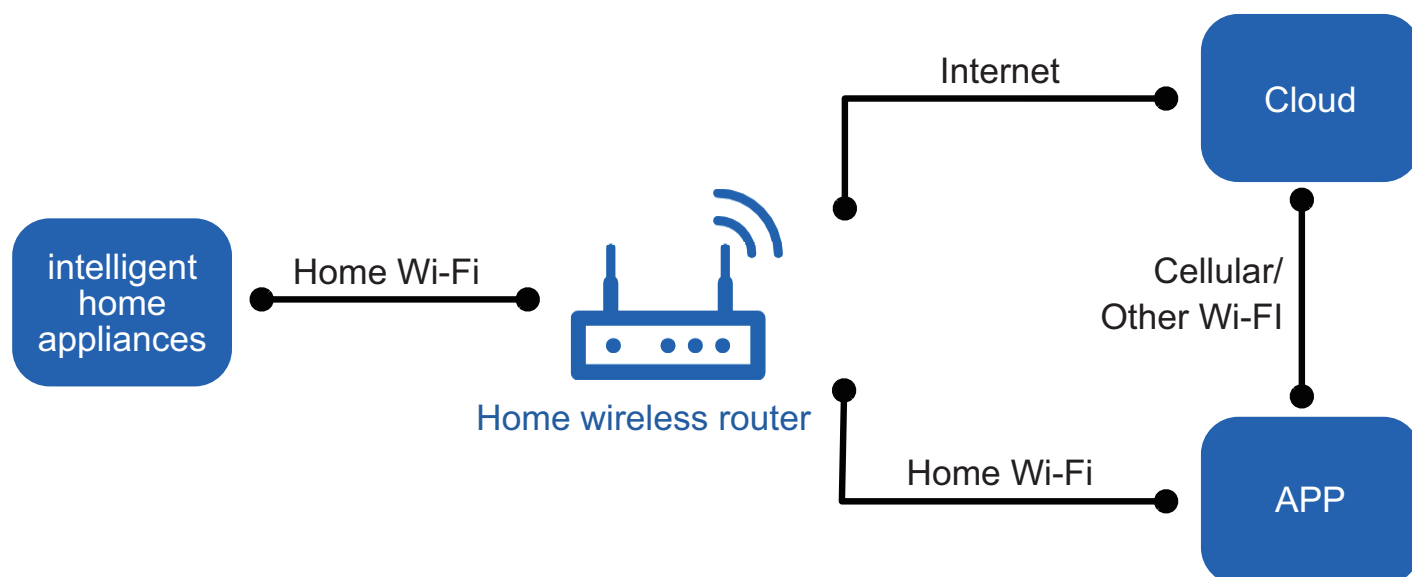 Internet
Cloud
intelligent
home
appliances
Home Wi-Fi
Cellular/
Other Wi-FI
Home wireless router
Home Wi-Fi
APP